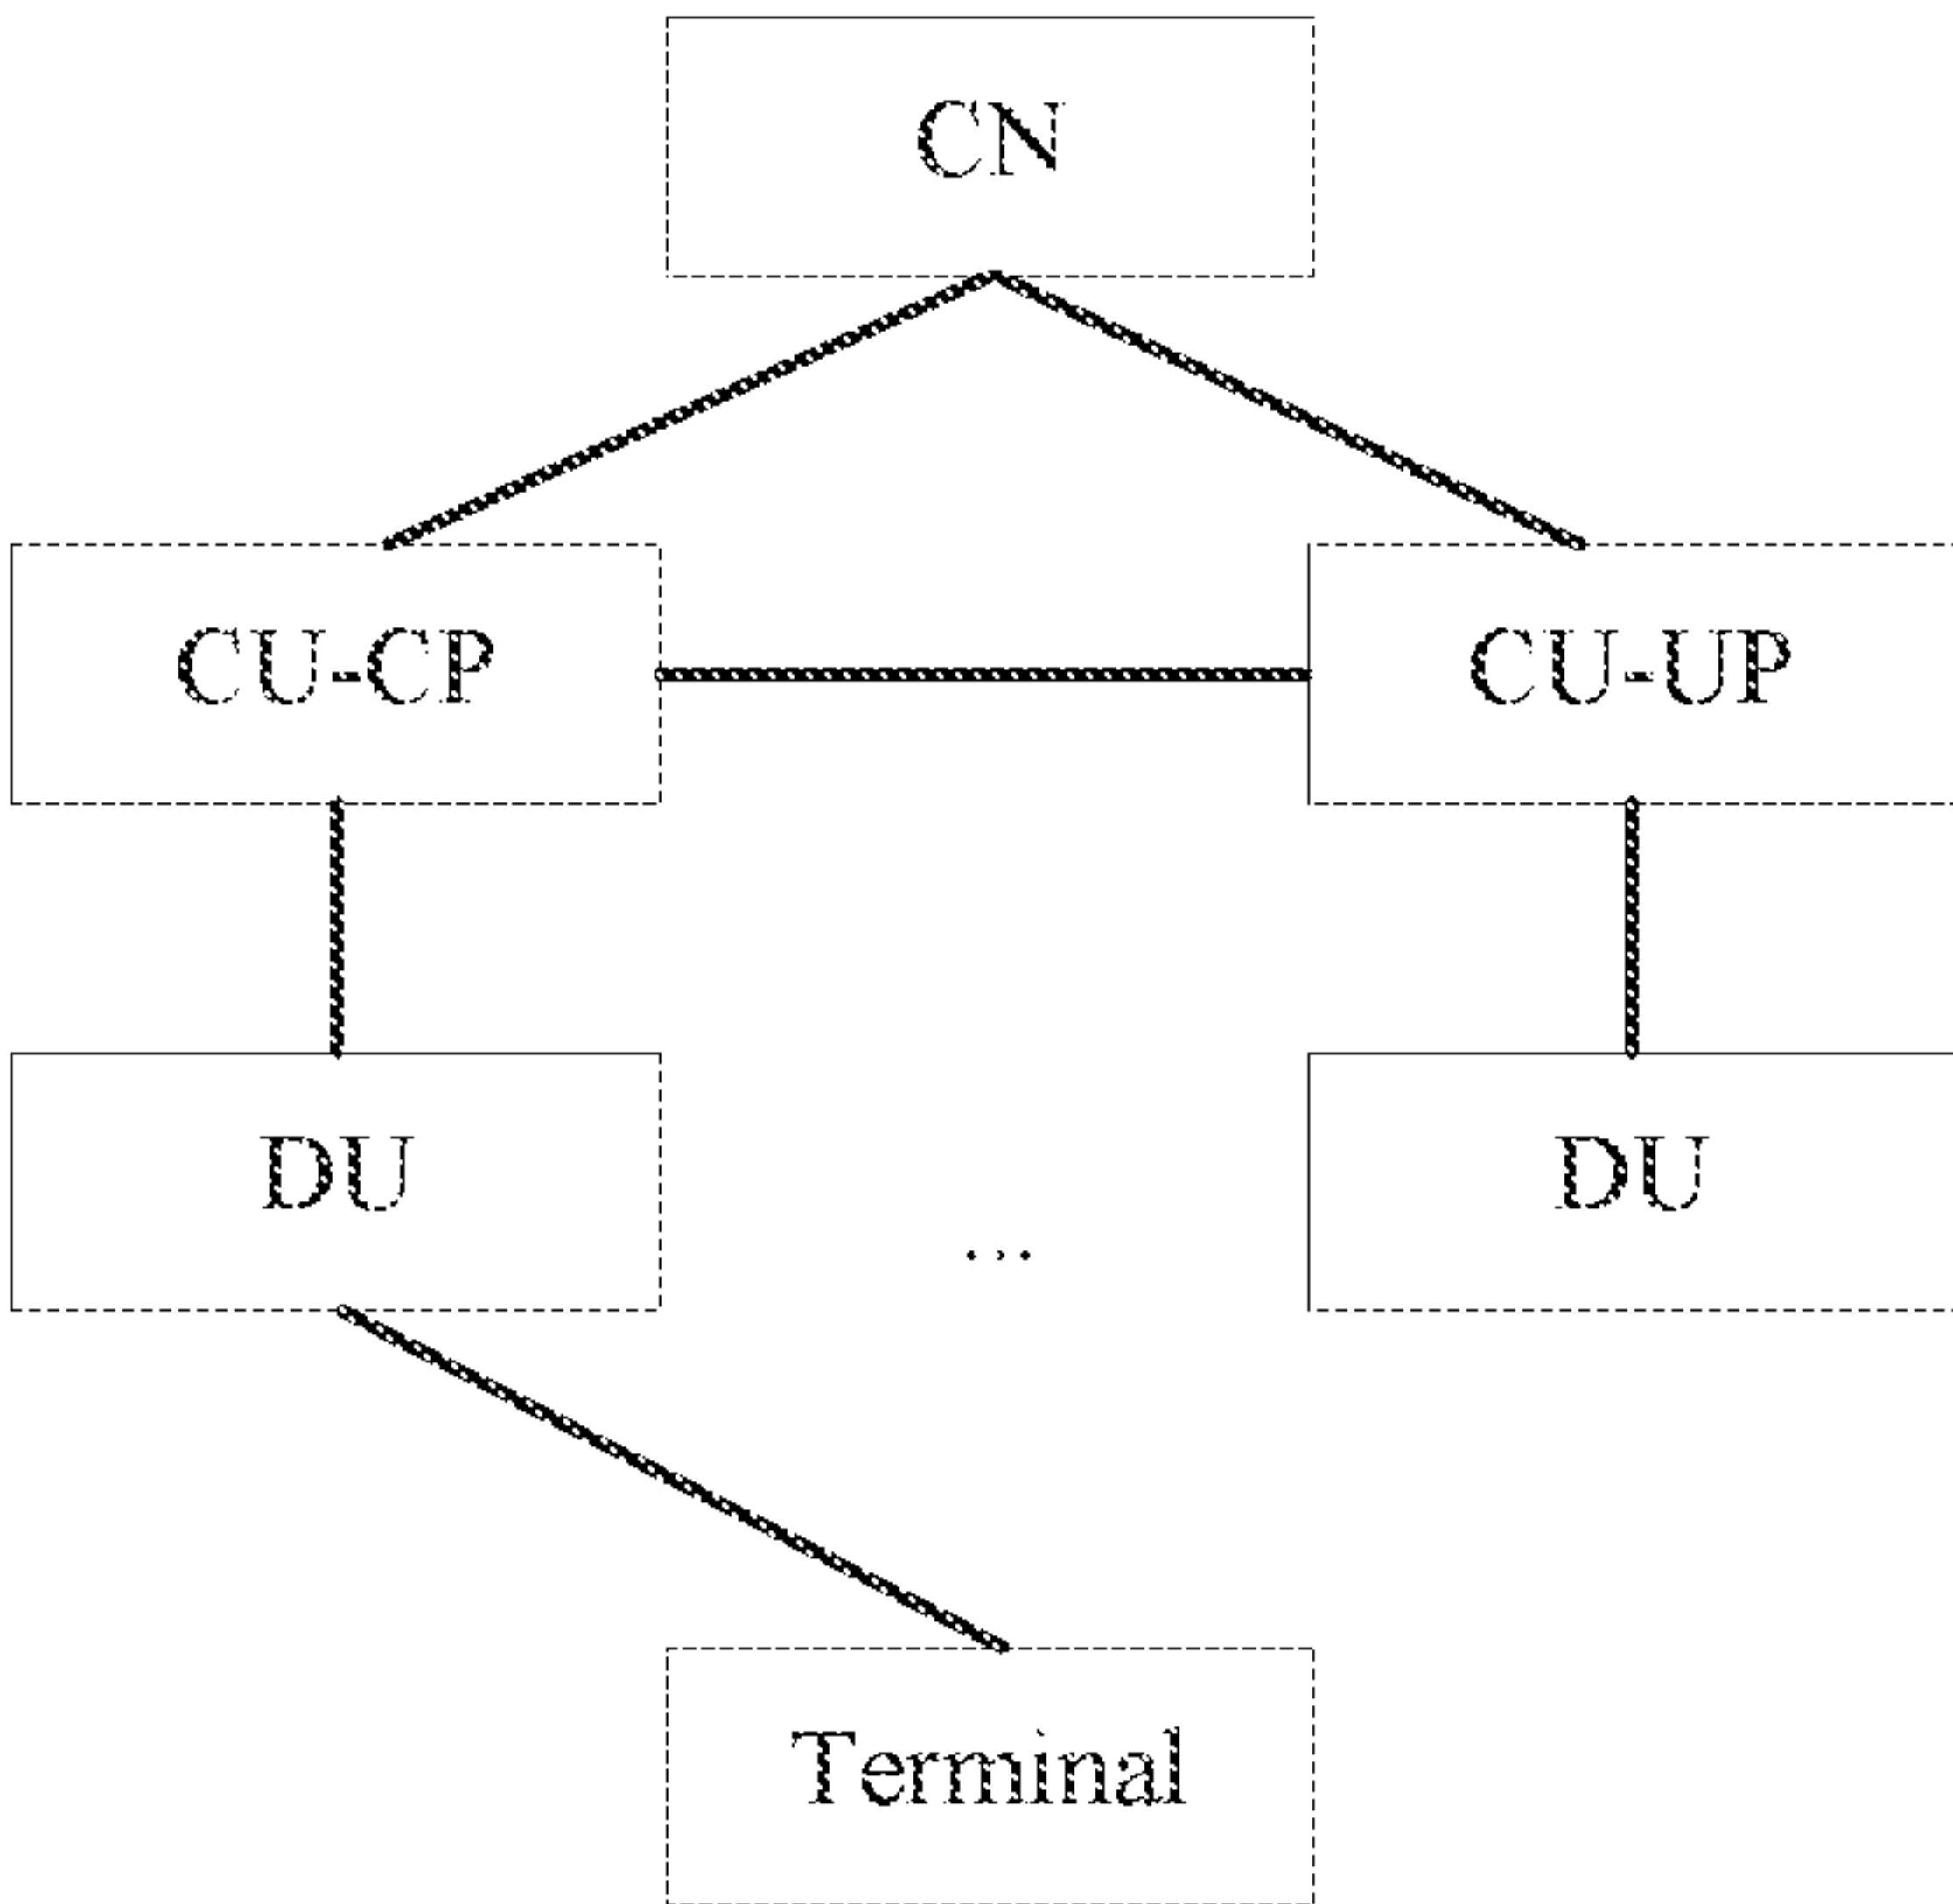 CN
CU-CP
CU-UP
DU
DU
...
Terminal